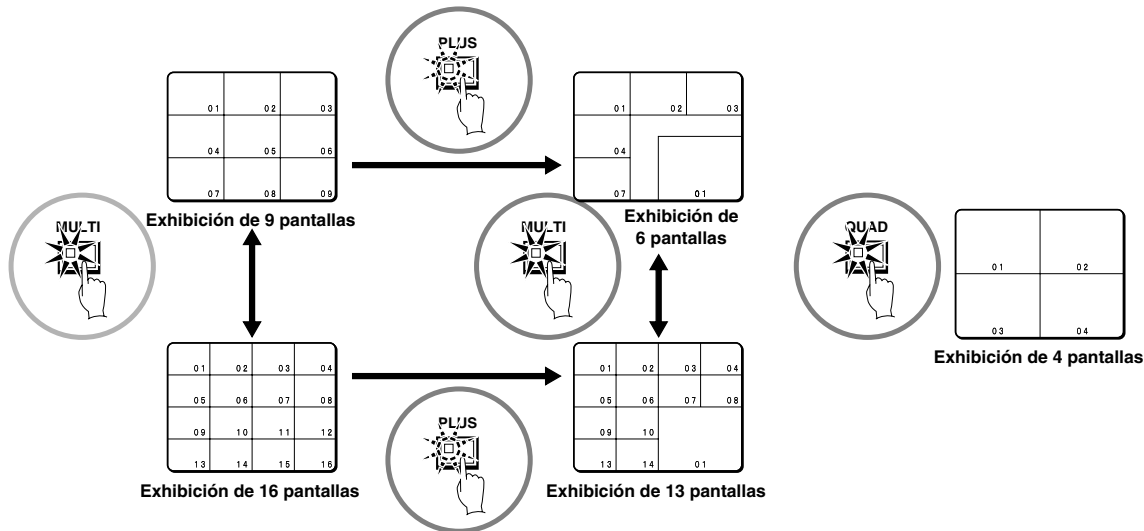 PLUS
01 02 03
04 05 06
07 08 09
Exhibición de 9 pantallas
01 02 03
04
07 01
Exhibición de
6 pantallas
MULTI
MULTI
QUAD
01 02
03 04
Exhibición de 4 pantallas
01 02 03 04
05 06 07 08
09 10 11 12
13 14 15 16
Exhibición de 16 pantallas
PLUS
01 02 03 04
05 06 07 08
09 10
13 14 01
Exhibición de 13 pantallas